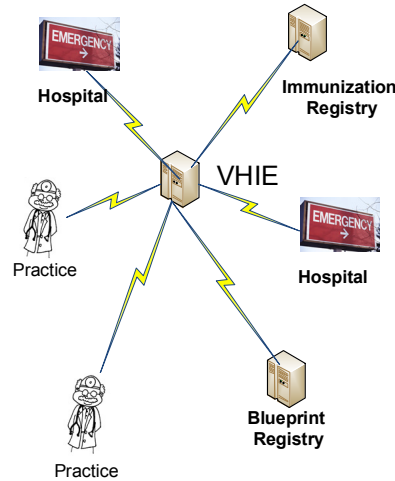 EMERGENCY
Hospital
Immunization
Registry
VHIE
EMERGENCY
Hospital
Practice
Blueprint
Registry
Practice